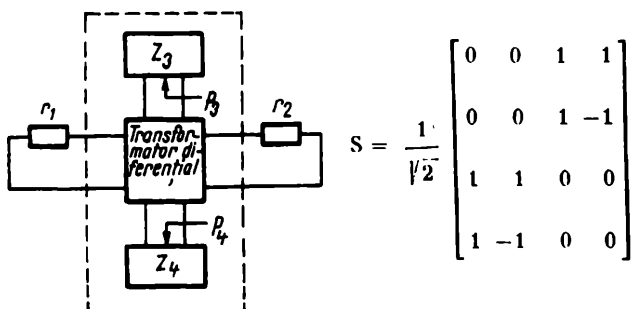 Z3
P3
r1
r2
Transfor-
mator di-
ferential
P4
Z4
S = 1/√2
0 0 1 1
0 0 1 -1
1 1 0 0
1 -1 0 0